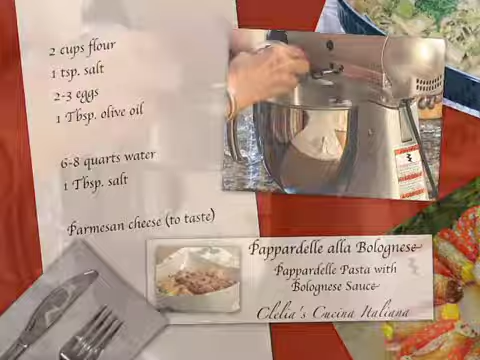 2 cups flour
1 tsp. salt
2-3 eggs
1 Tbsp. olive oil
6-8 quarts water
1 Tbsp. salt
Parmesan cheese (to taste)
Pappardelle alla Bolognese
Pappardelle Pasta with
Bolognese Sauce
Clelia's Cucina Italiana